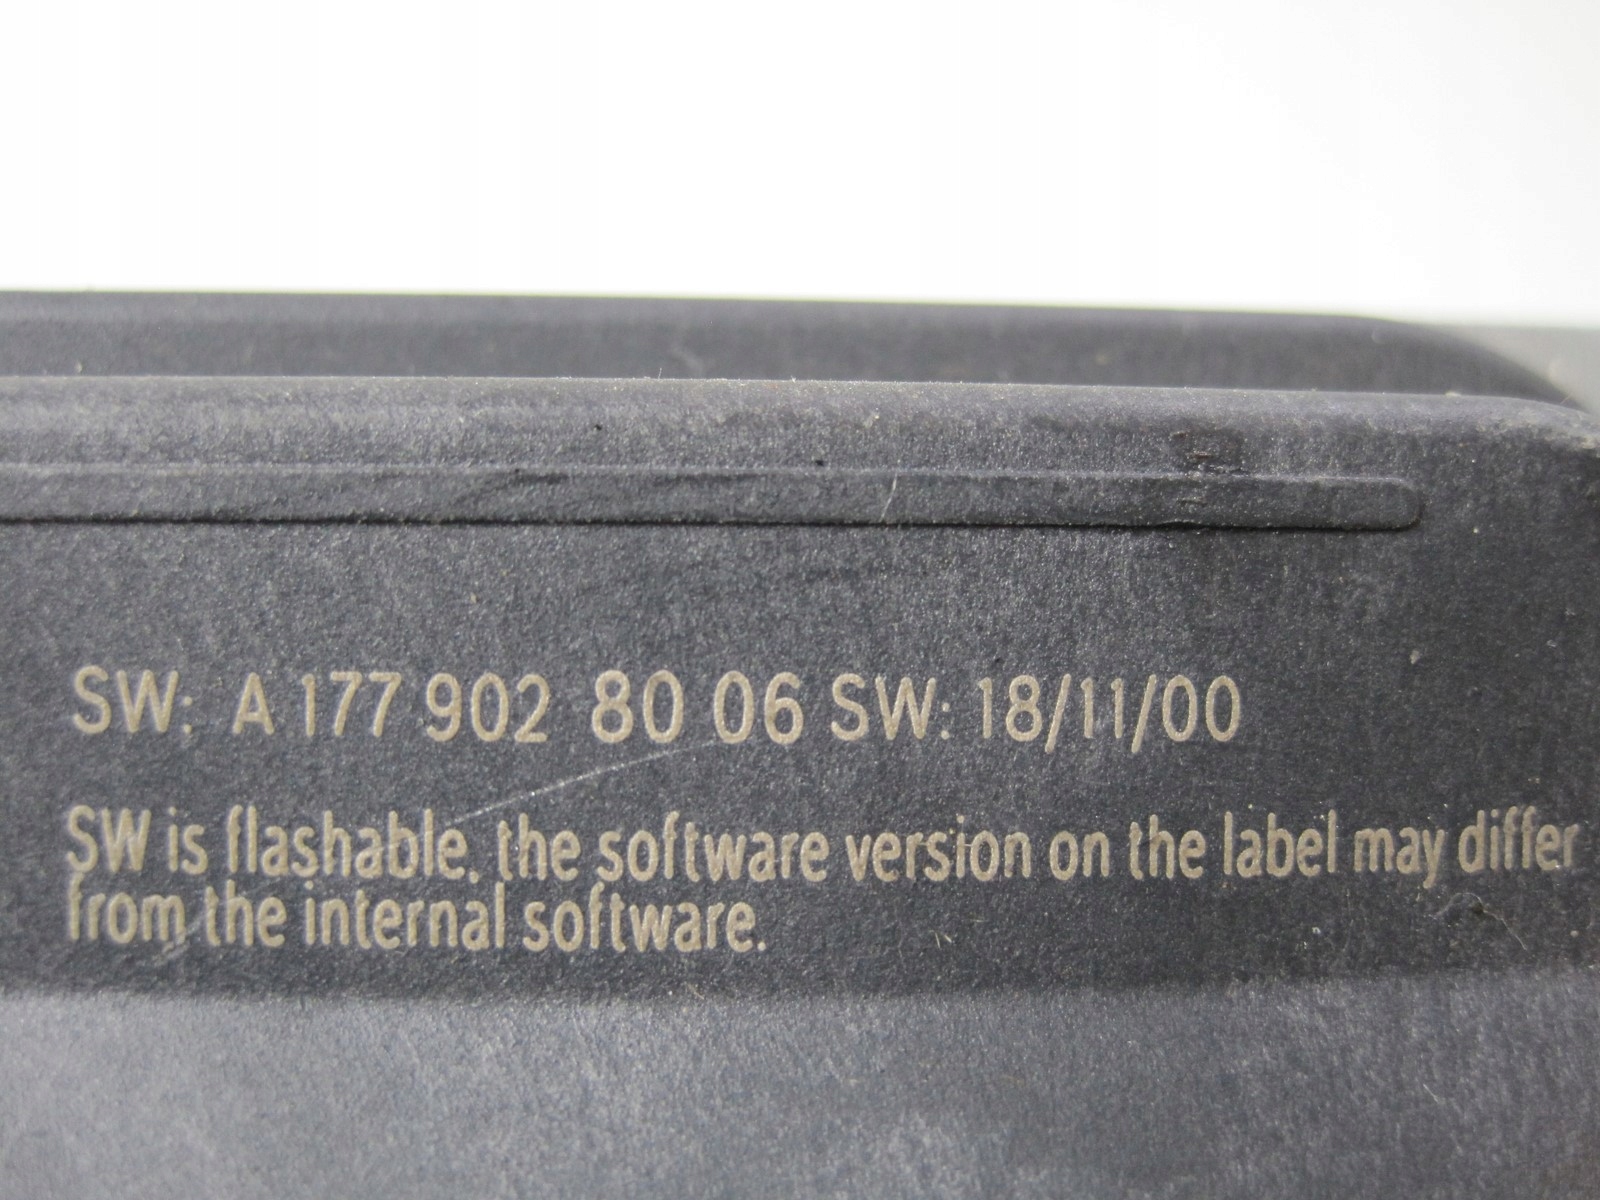 SW: A 177 902 80 06 SW: 18/11/00
SW is flashable. the software version on the label may differ
from the internal software.